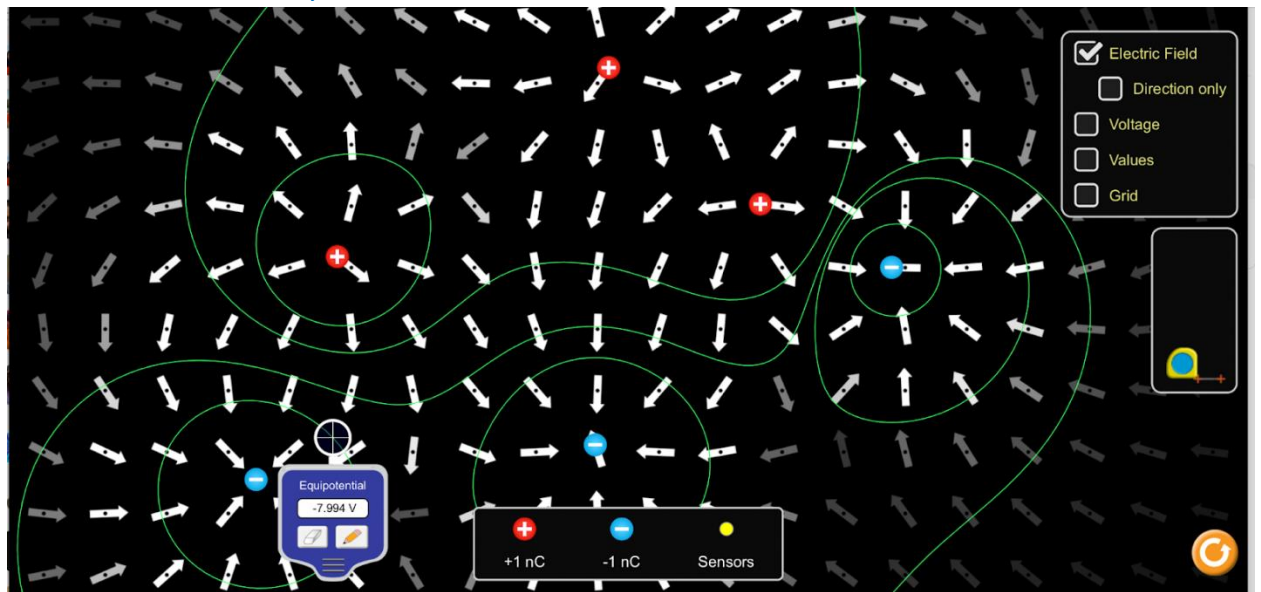 Electric Field
Direction only
Voltage
Values
Grid
Equipotential
-7.994 V
+1 nC
-1 nC
Sensors